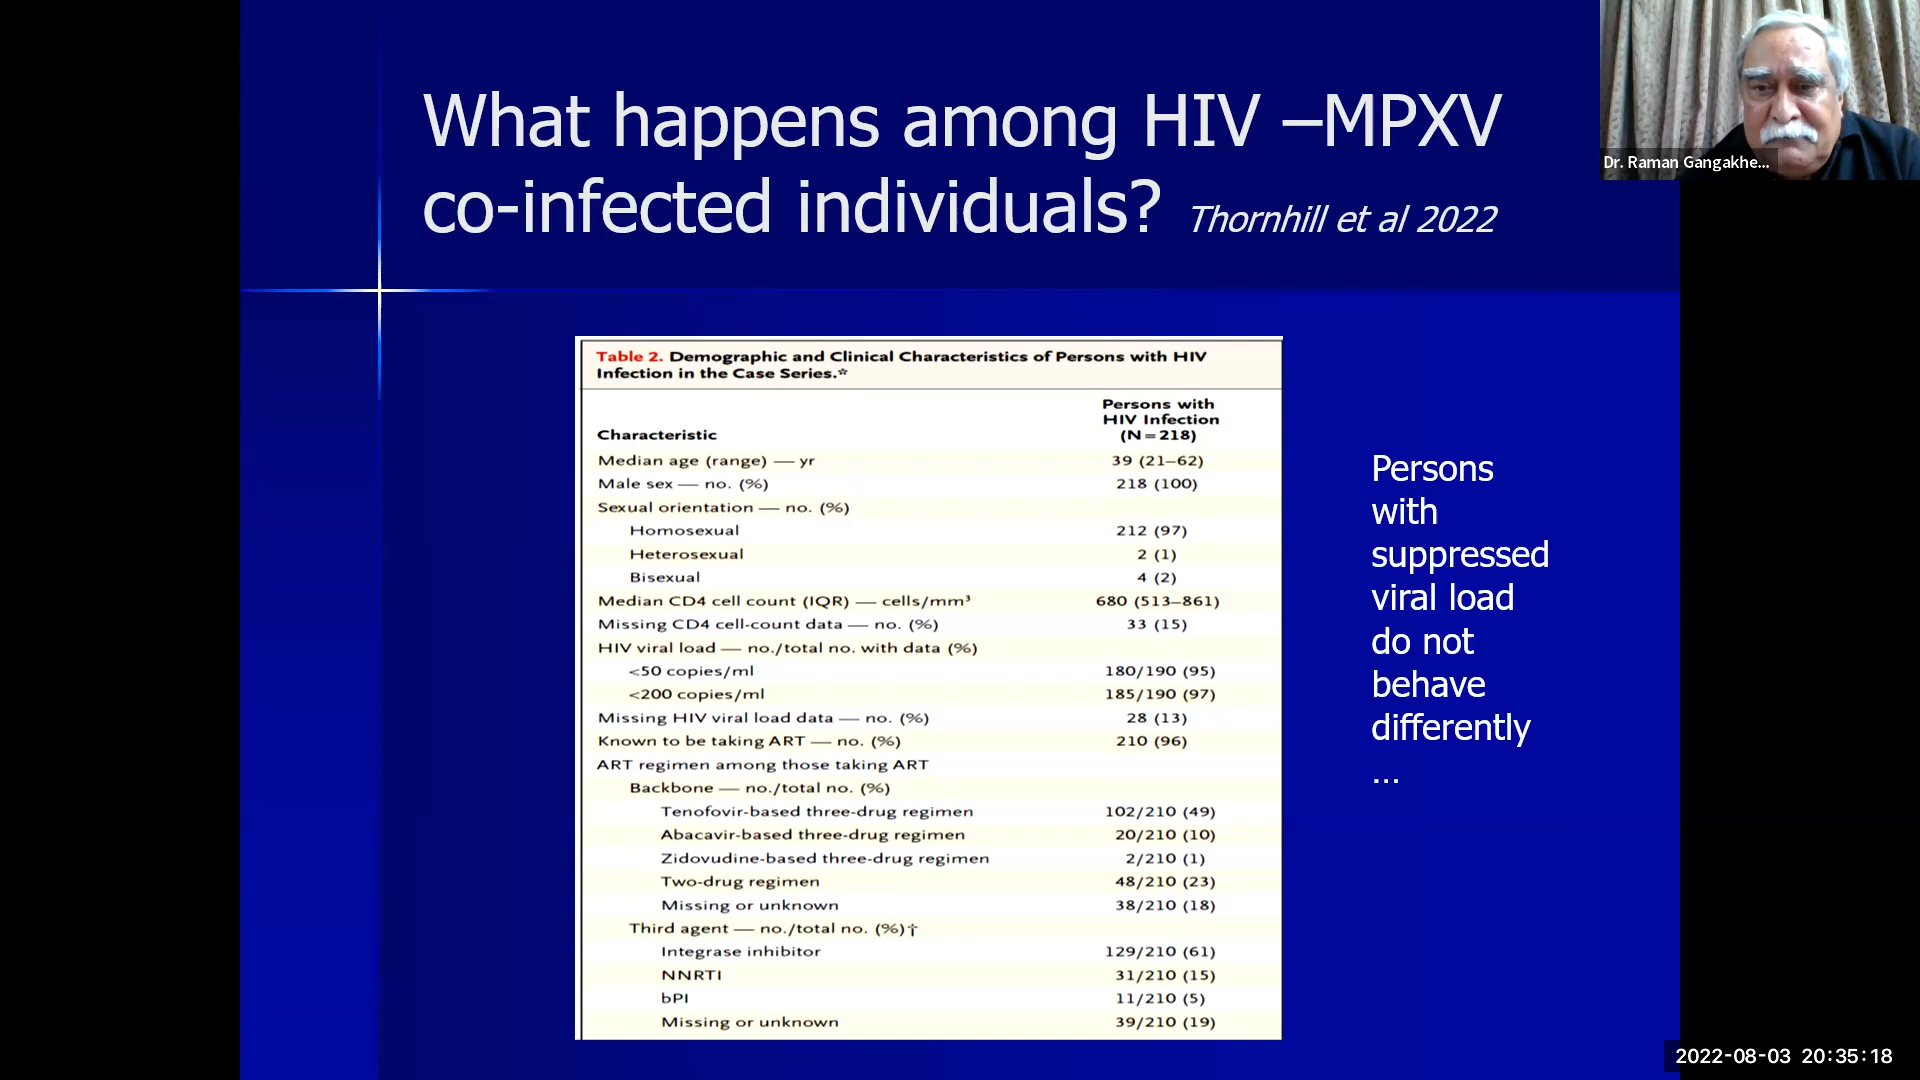 What happens among HIV –MPXV
co-infected individuals? Thornhill et al 2022
Dr. Raman Gangakhe...
Table 2. Demographic and Clinical Characteristics of Persons with HIV
Infection in the Case Series.*
Characteristic
Persons with
HIV Infection
(N=218)
Median age (range) — yr 39 (21–62)
Male sex — no. (%) 218 (100)
Sexual orientation — no. (%)
Homosexual 212 (97)
Heterosexual 2 (1)
Bisexual 4 (2)
Median CD4 cell count (IQR) — cells/mm³ 680 (513–861)
Missing CD4 cell-count data — no. (%) 33 (15)
HIV viral load — no./total no. with data (%)
<50 copies/ml 180/190 (95)
<200 copies/ml 185/190 (97)
Missing HIV viral load data — no. (%) 28 (13)
Known to be taking ART — no. (%) 210 (96)
ART regimen among those taking ART
Backbone — no./total no. (%)
Tenofovir-based three-drug regimen 102/210 (49)
Abacavir-based three-drug regimen 20/210 (10)
Zidovudine-based three-drug regimen 2/210 (1)
Two-drug regimen 48/210 (23)
Missing or unknown 38/210 (18)
Third agent — no./total no. (%)†
Integrase inhibitor 129/210 (61)
NNRTI 31/210 (15)
bPI 11/210 (5)
Missing or unknown 39/210 (19)
Persons
with
suppressed
viral load
do not
behave
differently
...
2022-08-03 20:35:18